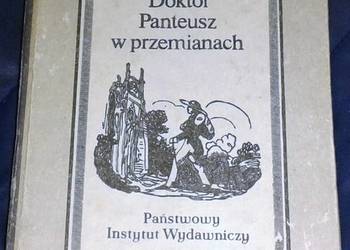 Doktor
Panteusz
w przemianach
Państwowy
Instytut Wydawniczy